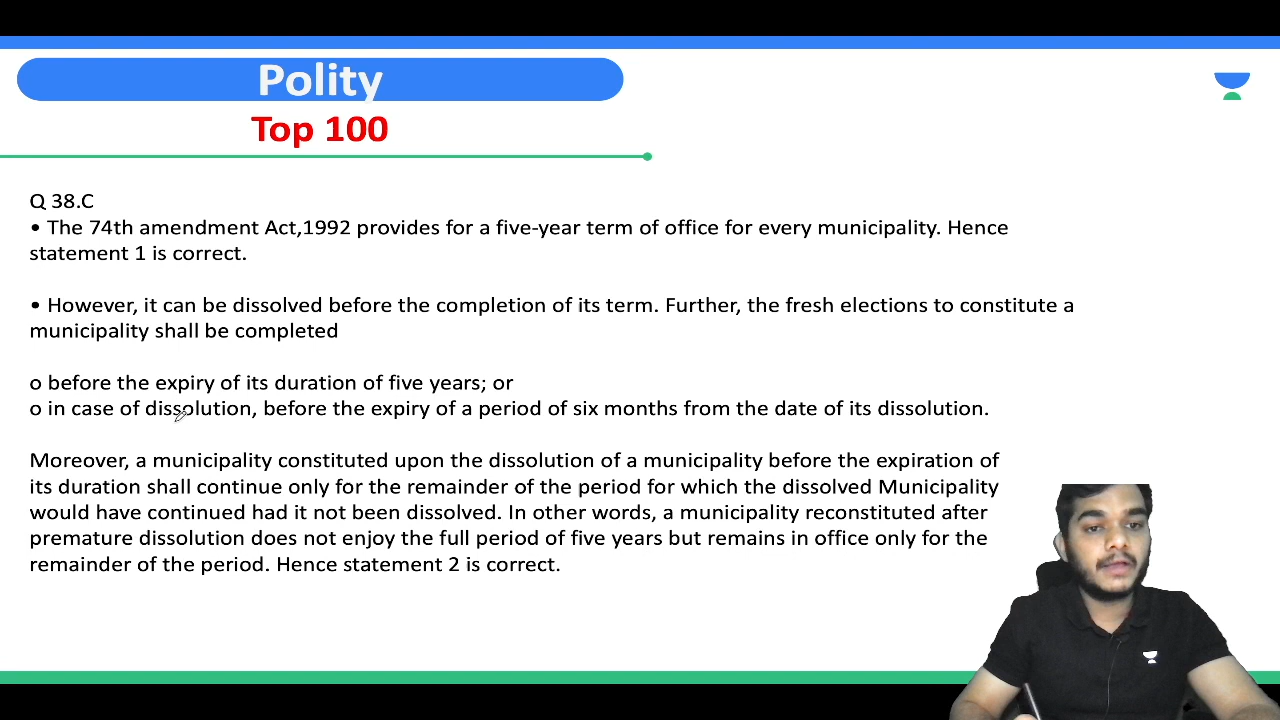 Polity
Top 100
Q 38.C
• The 74th amendment Act,1992 provides for a five-year term of office for every municipality. Hence
statement 1 is correct.
• However, it can be dissolved before the completion of its term. Further, the fresh elections to constitute a
municipality shall be completed
o before the expiry of its duration of five years; or
o in case of dissolution, before the expiry of a period of six months from the date of its dissolution.
Moreover, a municipality constituted upon the dissolution of a municipality before the expiration of
its duration shall continue only for the remainder of the period for which the dissolved Municipality
would have continued had it not been dissolved. In other words, a municipality reconstituted after
premature dissolution does not enjoy the full period of five years but remains in office only for the
remainder of the period. Hence statement 2 is correct.